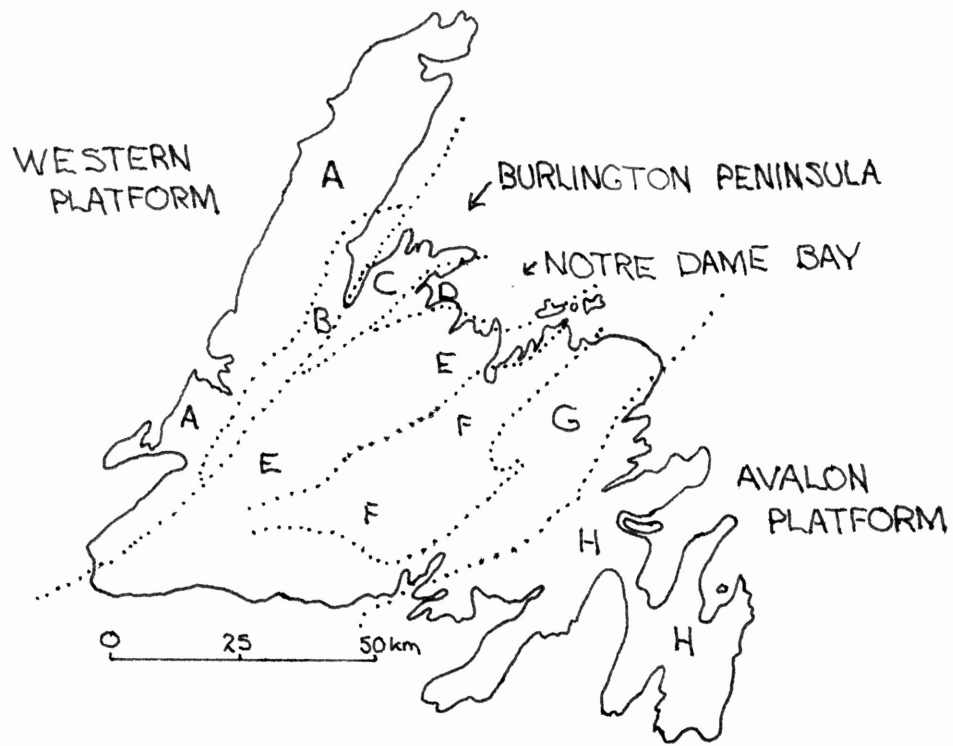 WESTERN
PLATFORM
A
BURLINGTON PENINSULA
NOTRE DAME BAY
C
D
B
E
A
F
G
E
AVALON
PLATFORM
F
H
H
0 25 50 km